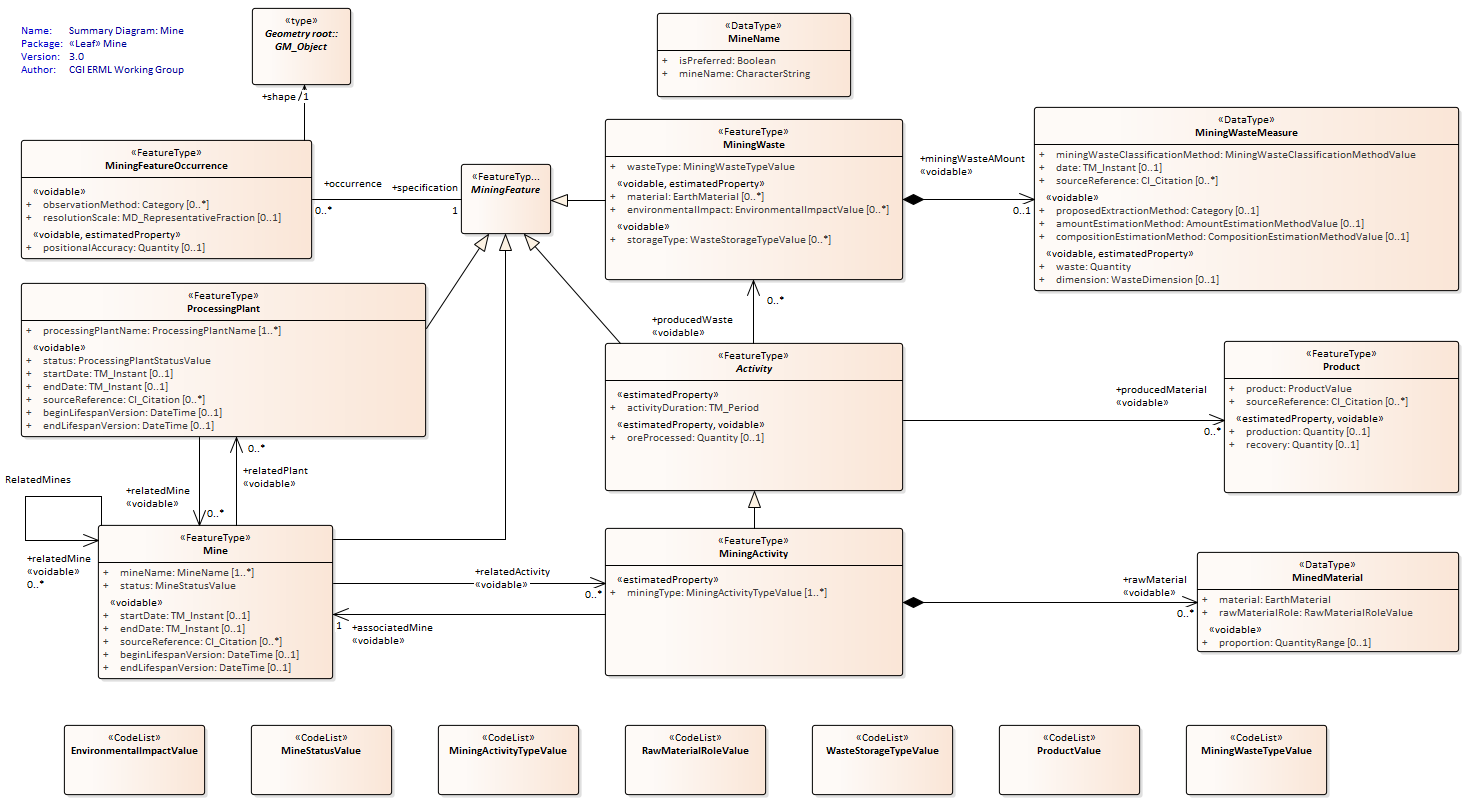 Name: Summary Diagram: Mine
Package: «Leaf» Mine
Version: 3.0
Author: CGI ERML Working Group
«type»
Geometry root::
GM_Object
+shape
1
«DataType»
MineName
+ isPreferred: Boolean
+ mineName: CharacterString
«FeatureType»
MiningFeatureOccurrence
«voidable»
+ observationMethod: Category [0..*]
+ resolutionScale: MD_RepresentativeFraction [0..1]
«voidable, estimatedProperty»
+ positionalAccuracy: Quantity [0..1]
+occurrence
0..*
+specification
1
«FeatureTyp...
MiningFeature
«FeatureType»
MiningWaste
+ wasteType: MiningWasteTypeValue
«voidable, estimatedProperty»
+ material: EarthMaterial [0..*]
+ environmentalImpact: EnvironmentalImpactValue [0..*]
«voidable»
+ storageType: WasteStorageTypeValue [0..*]
+miningWasteAMount
«voidable»
0..1
«DataType»
MiningWasteMeasure
+ miningWasteClassificationMethod: MiningWasteClassificationMethodValue
+ date: TM_Instant [0..1]
+ sourceReference: CI_Citation [0..*]
«voidable»
+ proposedExtractionMethod: Category [0..1]
+ amountEstimationMethod: AmountEstimationMethodValue [0..1]
+ compositionEstimationMethod: CompositionEstimationMethodValue [0..1]
«voidable, estimatedProperty»
+ waste: Quantity
+ dimension: WasteDimension [0..1]
«FeatureType»
ProcessingPlant
+ processingPlantName: ProcessingPlantName [1..*]
«voidable»
+ status: ProcessingPlantStatusValue
+ startDate: TM_Instant [0..1]
+ endDate: TM_Instant [0..1]
+ sourceReference: CI_Citation [0..*]
+ beginLifespanVersion: DateTime [0..1]
+ endLifespanVersion: DateTime [0..1]
0..*
+producedWaste
«voidable»
«FeatureType»
Activity
«estimatedProperty»
+ activityDuration: TM_Period
«estimatedProperty, voidable»
+ oreProcessed: Quantity [0..1]
+producedMaterial
«voidable»
0..*
«FeatureType»
Product
+ product: ProductValue
+ sourceReference: CI_Citation [0..*]
«estimatedProperty, voidable»
+ production: Quantity [0..1]
+ recovery: Quantity [0..1]
0..*
+relatedPlant
«voidable»
RelatedMines
+relatedMine
«voidable»
0..*
+relatedMine
«voidable»
0..*
«FeatureType»
Mine
+ mineName: MineName [1..*]
+ status: MineStatusValue
«voidable»
+ startDate: TM_Instant [0..1]
+ endDate: TM_Instant [0..1]
+ sourceReference: CI_Citation [0..*]
+ beginLifespanVersion: DateTime [0..1]
+ endLifespanVersion: DateTime [0..1]
+relatedActivity
«voidable»
0..*
1
+associatedMine
«voidable»
«FeatureType»
MiningActivity
«estimatedProperty»
+ miningType: MiningActivityTypeValue [1..*]
+rawMaterial
«voidable»
0..*
«DataType»
MinedMaterial
+ material: EarthMaterial
+ rawMaterialRole: RawMaterialRoleValue
«voidable»
+ proportion: QuantityRange [0..1]
«CodeList»
EnvironmentalImpactValue
«CodeList»
MineStatusValue
«CodeList»
MiningActivityTypeValue
«CodeList»
RawMaterialRoleValue
«CodeList»
WasteStorageTypeValue
«CodeList»
ProductValue
«CodeList»
MiningWasteTypeValue